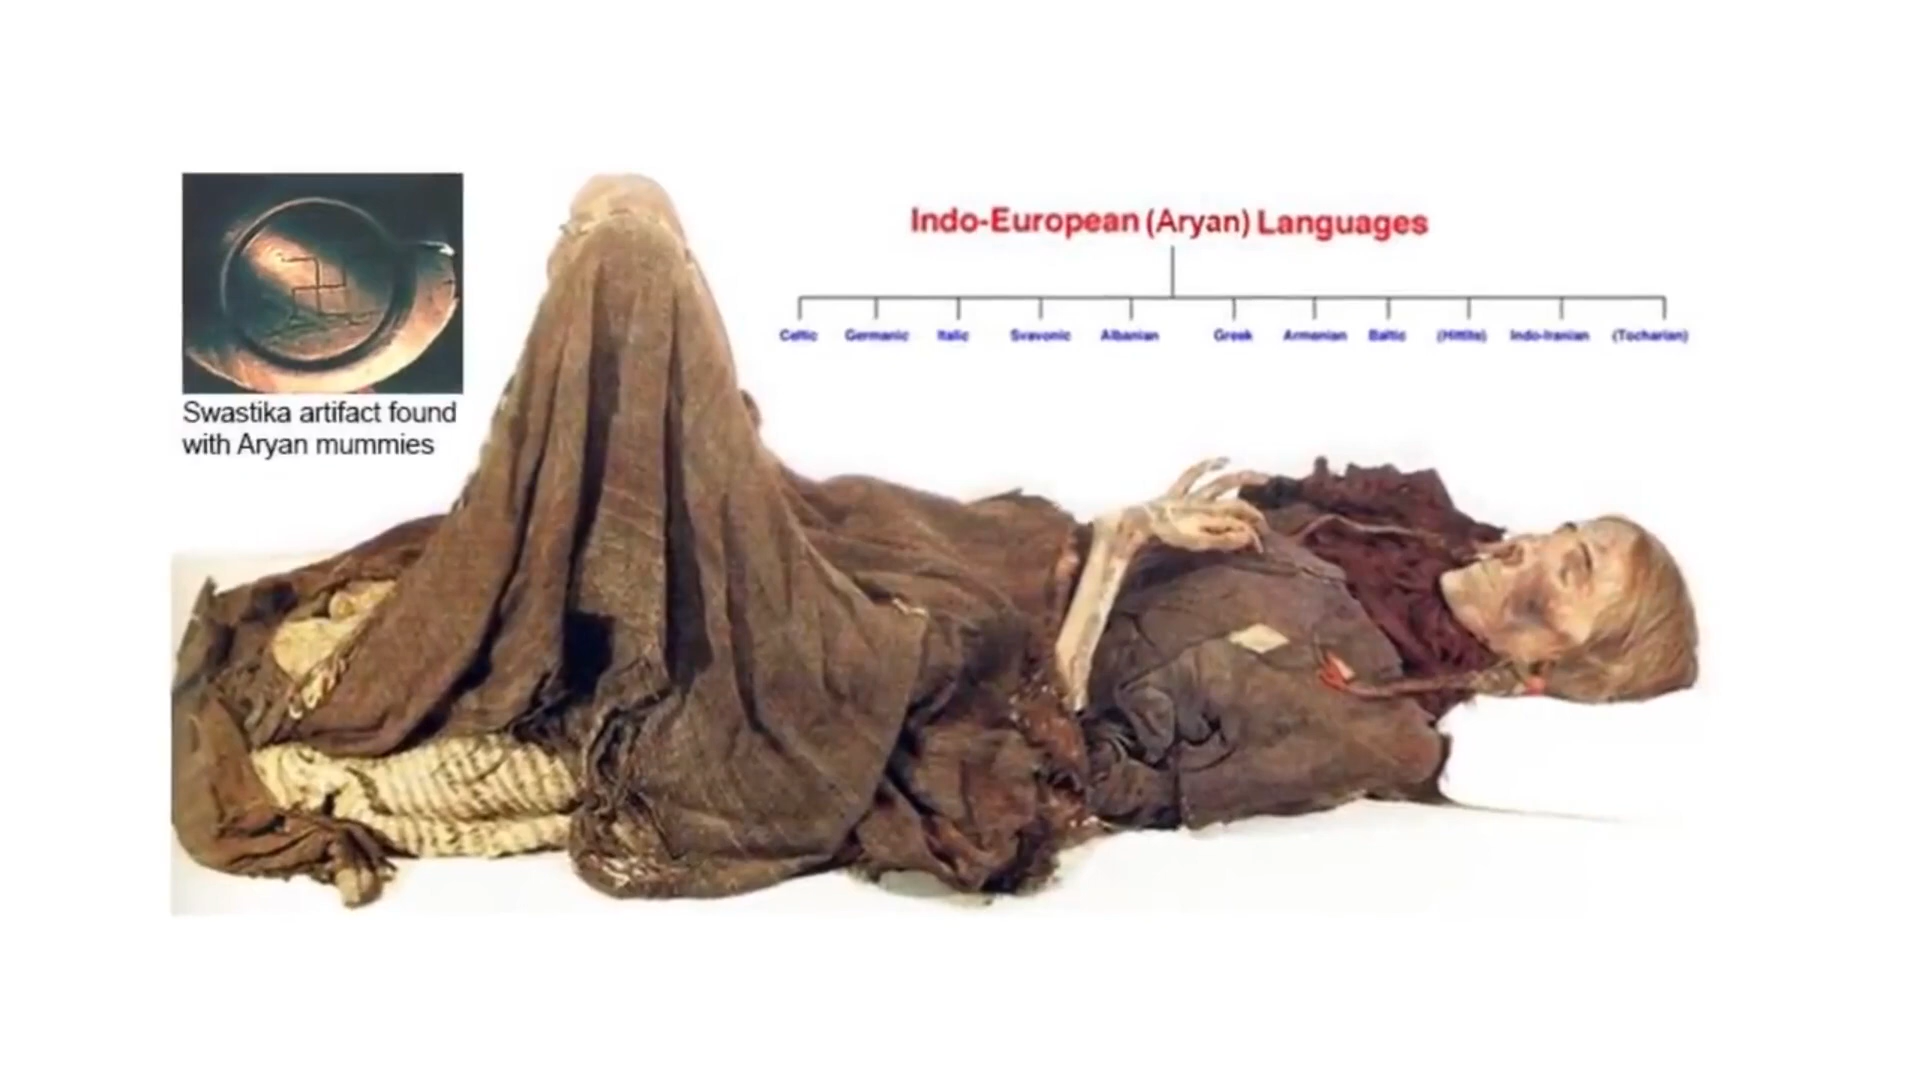 Indo-European (Aryan) Languages
Celtic Germanic Italic Svavonic Albanian Greek Armenian Baltic (Hittite) Indo-Iranian (Tocharian)
Swastika artifact found
with Aryan mummies